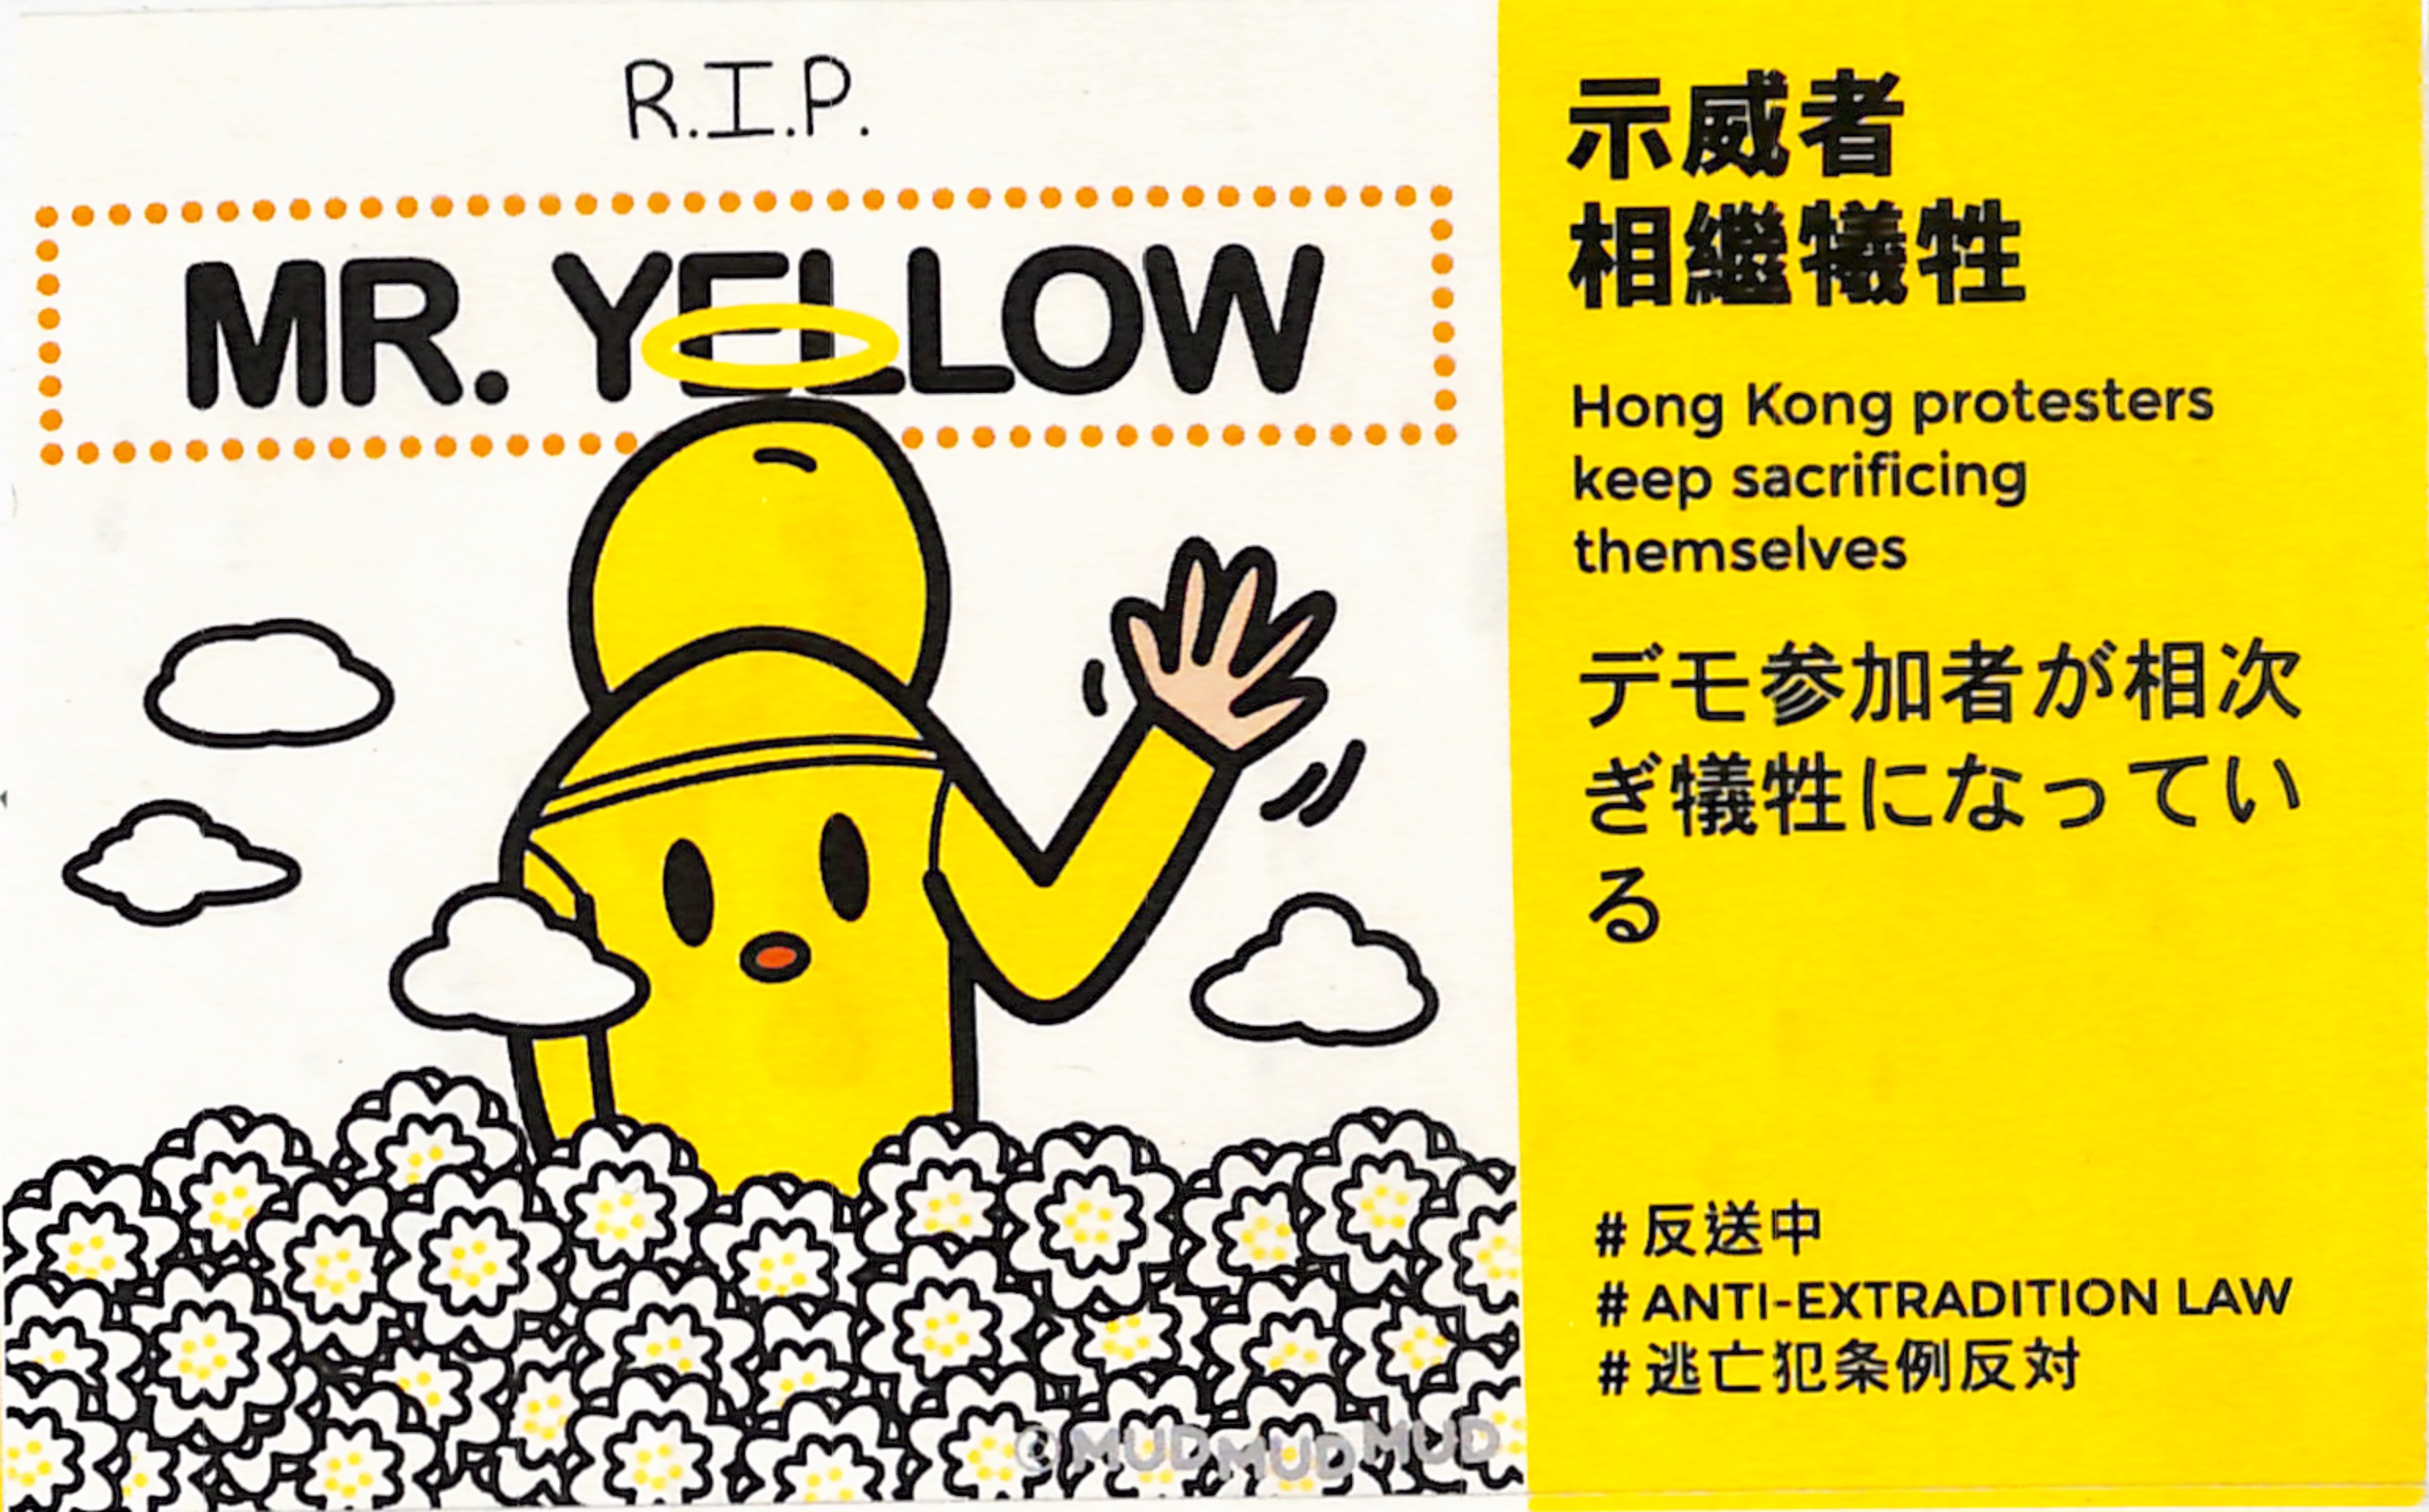 R.I.P.
MR. YELLOW
@MUDMUDMUD
示威者
相繼犧牲
Hong Kong protesters
keep sacrificing
themselves
デモ参加者が相次
ぎ犠牲になってい
る
#反送中
#ANTI-EXTRADITION LAW
#逃亡犯条例反対